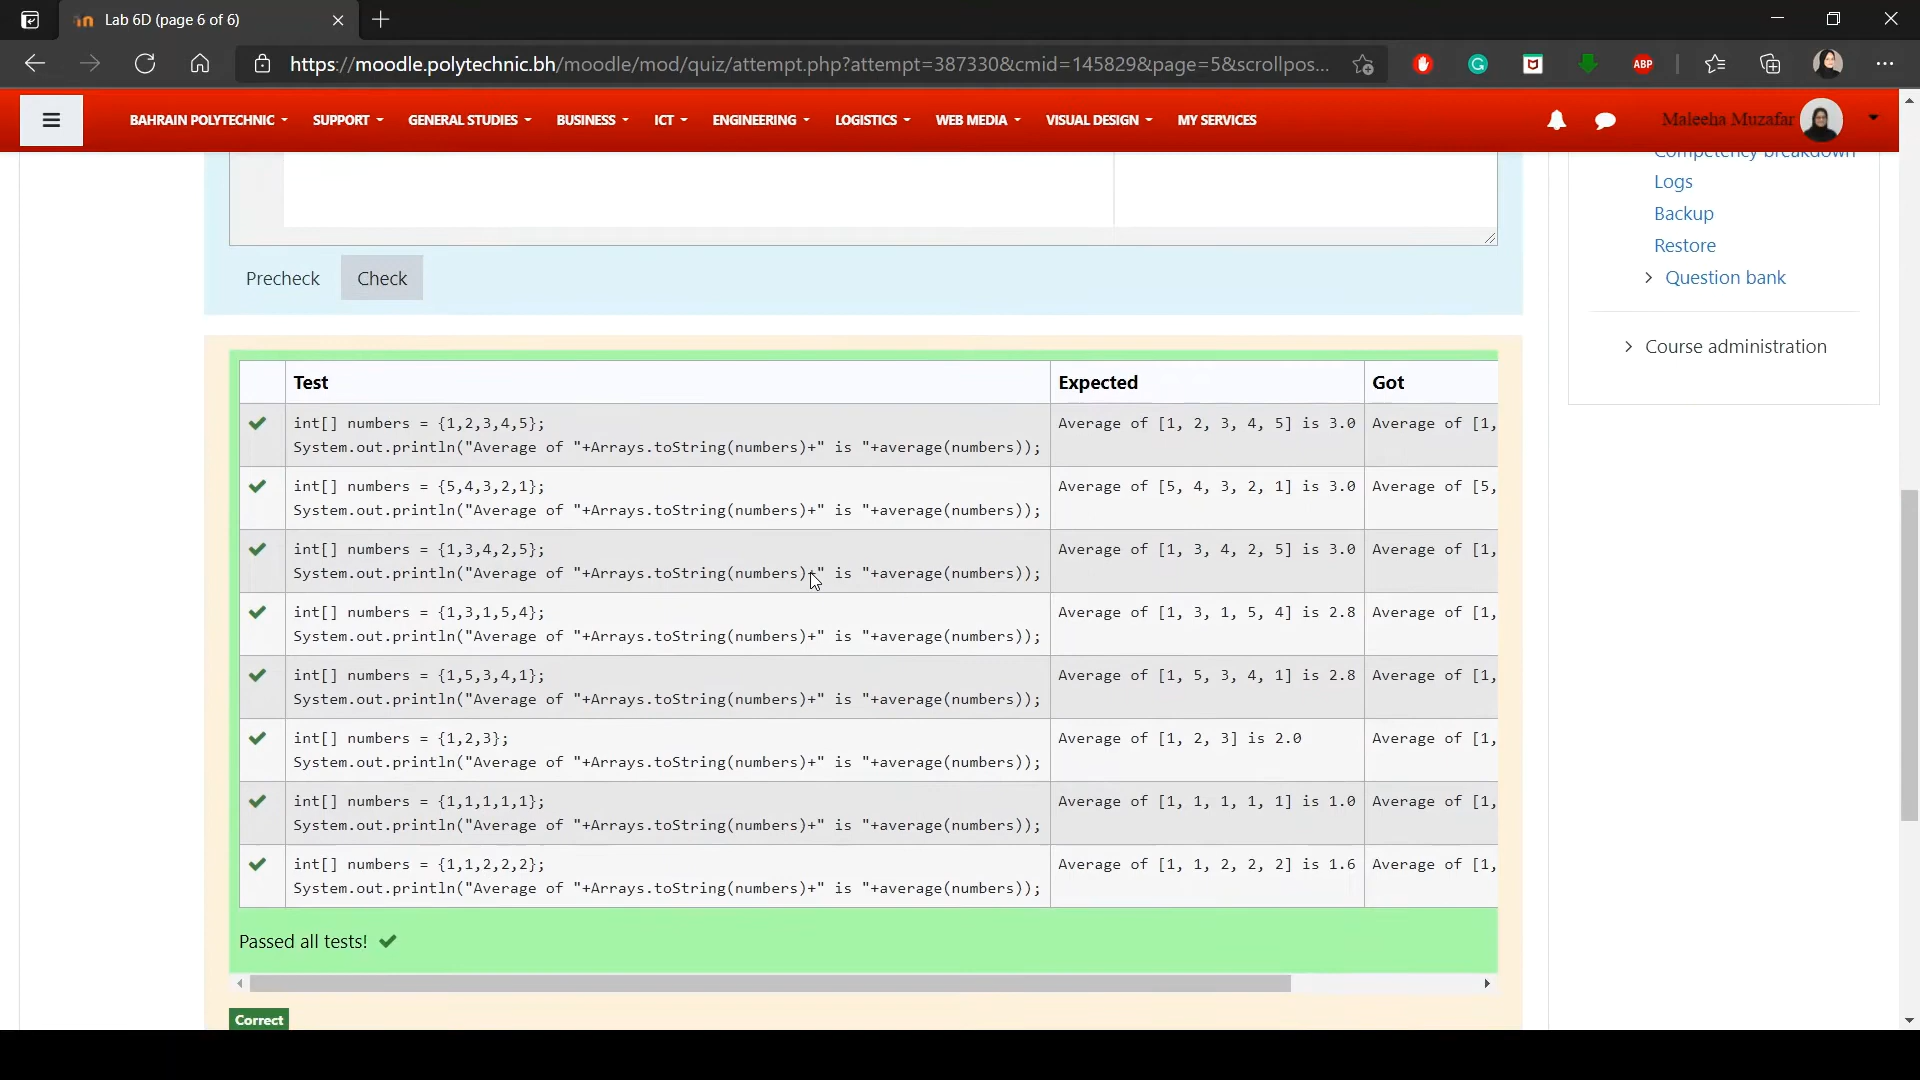 Lab 6D (page 6 of 6)
https://moodle.polytechnic.bh/moodle/mod/quiz/attempt.php?attempt=387330&cmid=145829&page=5&scrollpos...
ABP
BAHRAIN POLYTECHNIC
SUPPORT
GENERAL STUDIES
BUSINESS
ICT
ENGINEERING
LOGISTICS
WEB MEDIA
VISUAL DESIGN
MY SERVICES
Maleeha Muzafar
Competency breakdown
Logs
Backup
Restore
Question bank
Course administration
Precheck
Check
Test Expected Got
int[] numbers = {1,2,3,4,5}; Average of [1, 2, 3, 4, 5] is 3.0 Average of [1,
System.out.println("Average of "+Arrays.toString(numbers)+" is "+average(numbers));
int[] numbers = {5,4,3,2,1}; Average of [5, 4, 3, 2, 1] is 3.0 Average of [5,
System.out.println("Average of "+Arrays.toString(numbers)+" is "+average(numbers));
int[] numbers = {1,3,4,2,5}; Average of [1, 3, 4, 2, 5] is 3.0 Average of [1,
System.out.println("Average of "+Arrays.toString(numbers)+" is "+average(numbers));
int[] numbers = {1,3,1,5,4}; Average of [1, 3, 1, 5, 4] is 2.8 Average of [1,
System.out.println("Average of "+Arrays.toString(numbers)+" is "+average(numbers));
int[] numbers = {1,5,3,4,1}; Average of [1, 5, 3, 4, 1] is 2.8 Average of [1,
System.out.println("Average of "+Arrays.toString(numbers)+" is "+average(numbers));
int[] numbers = {1,2,3}; Average of [1, 2, 3] is 2.0 Average of [1,
System.out.println("Average of "+Arrays.toString(numbers)+" is "+average(numbers));
int[] numbers = {1,1,1,1,1}; Average of [1, 1, 1, 1, 1] is 1.0 Average of [1,
System.out.println("Average of "+Arrays.toString(numbers)+" is "+average(numbers));
int[] numbers = {1,1,2,2,2}; Average of [1, 1, 2, 2, 2] is 1.6 Average of [1,
System.out.println("Average of "+Arrays.toString(numbers)+" is "+average(numbers));
Passed all tests!
Correct